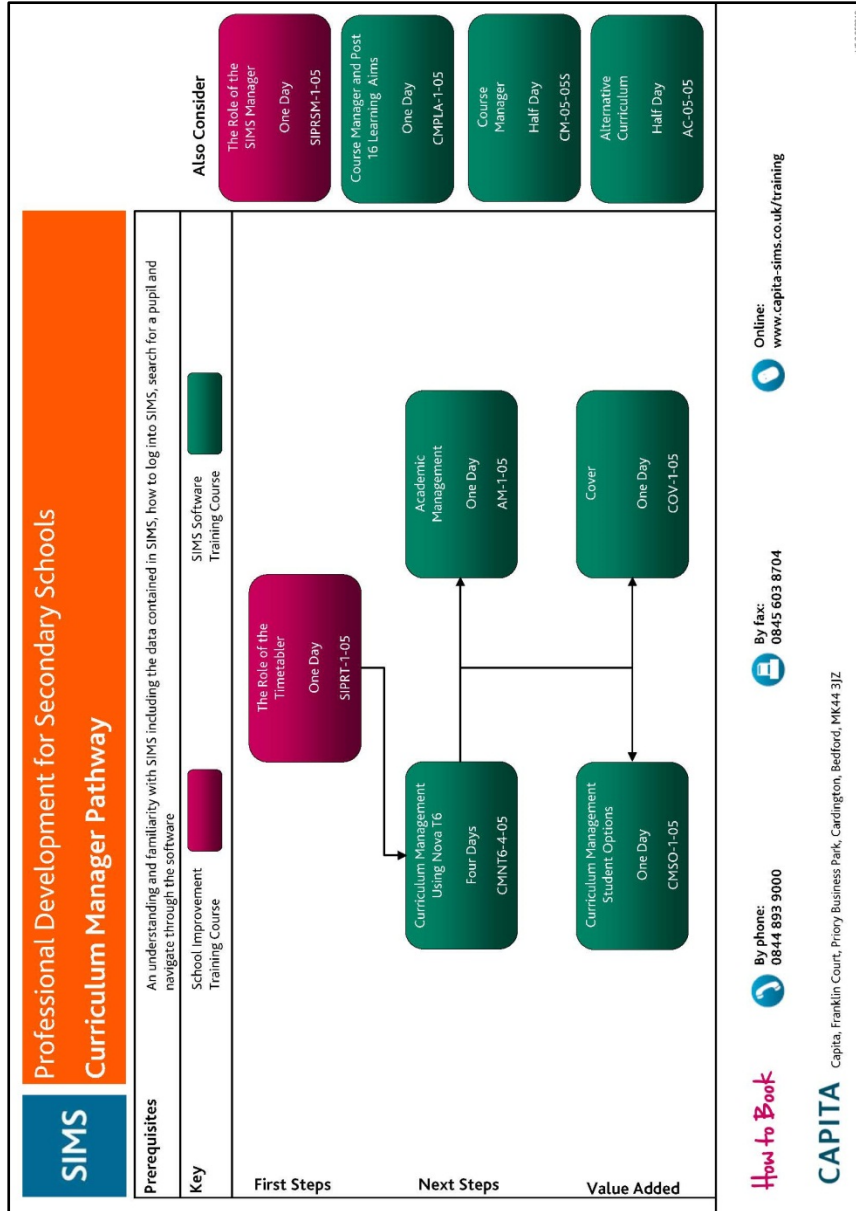 SIMS
Professional Development for Secondary Schools
Curriculum Manager Pathway
Prerequisites
An understanding and familiarity with SIMS including the data contained in SIMS, how to log into SIMS, search for a pupil and
navigate through the software
Key
School Improvement
Training Course
SIMS Software
Training Course
First Steps
The Role of the
Timetabler
One Day
SIPRT-1-05
Next Steps
Curriculum Management
Using Nova T6
Four Days
CMNT6-4-05
Academic
Management
One Day
AM-1-05
Value Added
Curriculum Management
Student Options
One Day
CMSO-1-05
Cover
One Day
COV-1-05
Also Consider
The Role of the
SIMS Manager
One Day
SIPRSM-1-05
Course Manager and Post
16 Learning Aims
One Day
CMPLA-1-05
Course
Manager
Half Day
CM-05-05S
Alternative
Curriculum
Half Day
AC-05-05
How to Book
By phone:
0844 893 9000
By fax:
0845 603 8704
Online:
www.capita-sims.co.uk/training
CAPITA
Capita, Franklin Court, Priory Business Park, Cardington, Bedford, MK44 3JZ